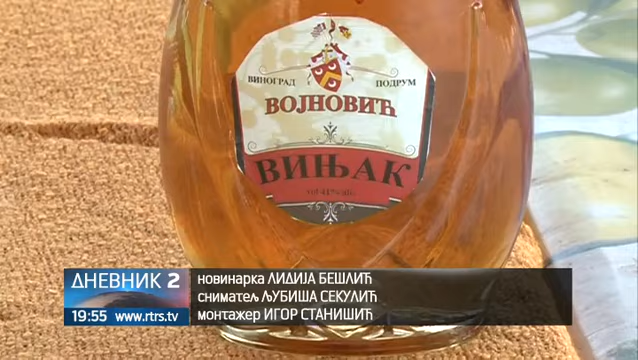 ВИНОГРАД ПОДРУМ
ВОЈНОВИЋ
ВИЊАК
ДНЕВНИК 2
19:55 www.rtrs.tv
новинарка ЛИДИЈА БЕШЛИЋ
сниматељ ЉУБИША СЕКУЛИЋ
монтажер ИГОР СТАНИШИЋ